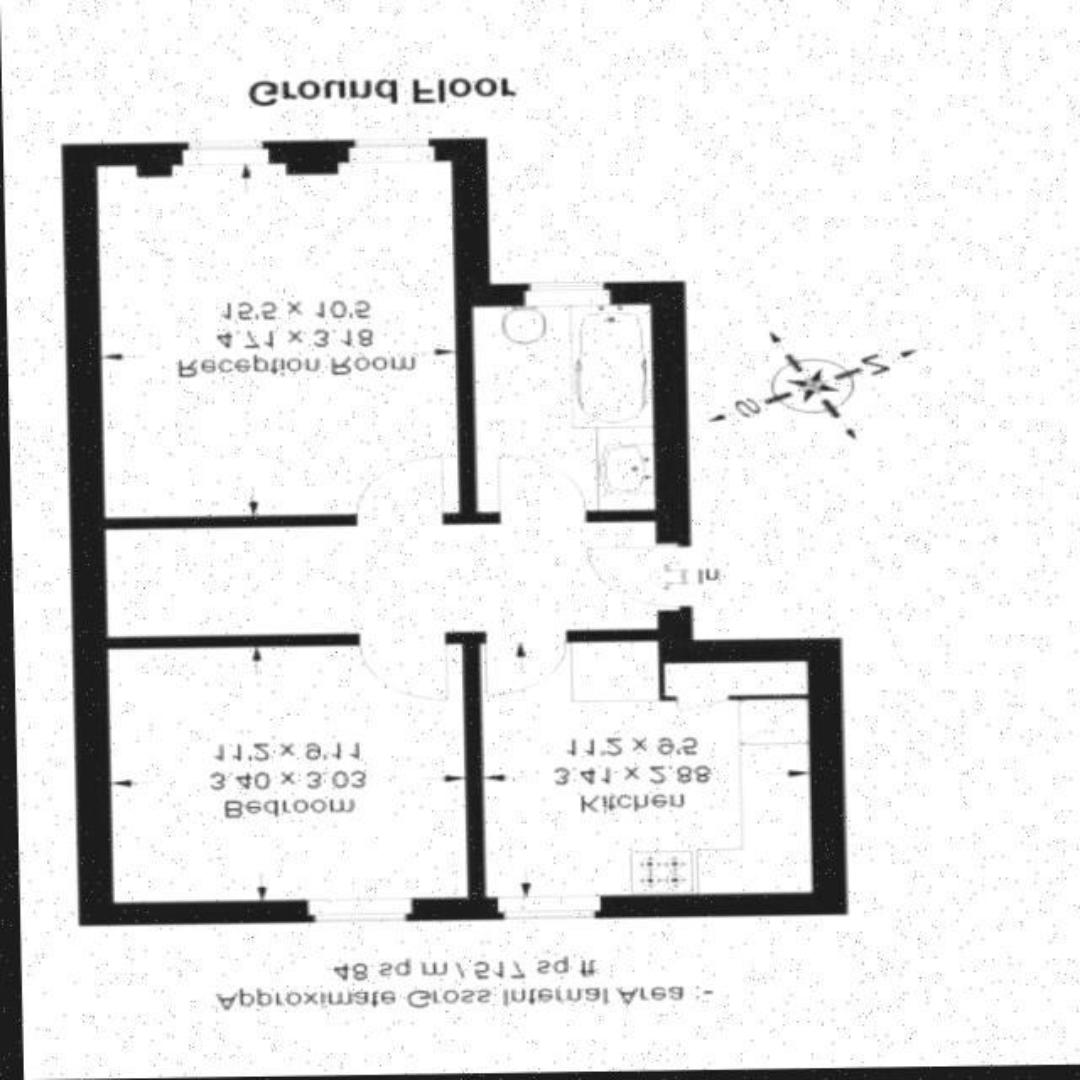 Approximate Gross Internal Area :-
48 sq m / 517 sq ft
Bedroom
3.40 x 3.03
11'2 x 9'11
Kitchen
3.41 x 2.88
11'2 x 9'5
In
S
N
Reception Room
4.71 x 3.18
15'5 x 10'5
Ground Floor